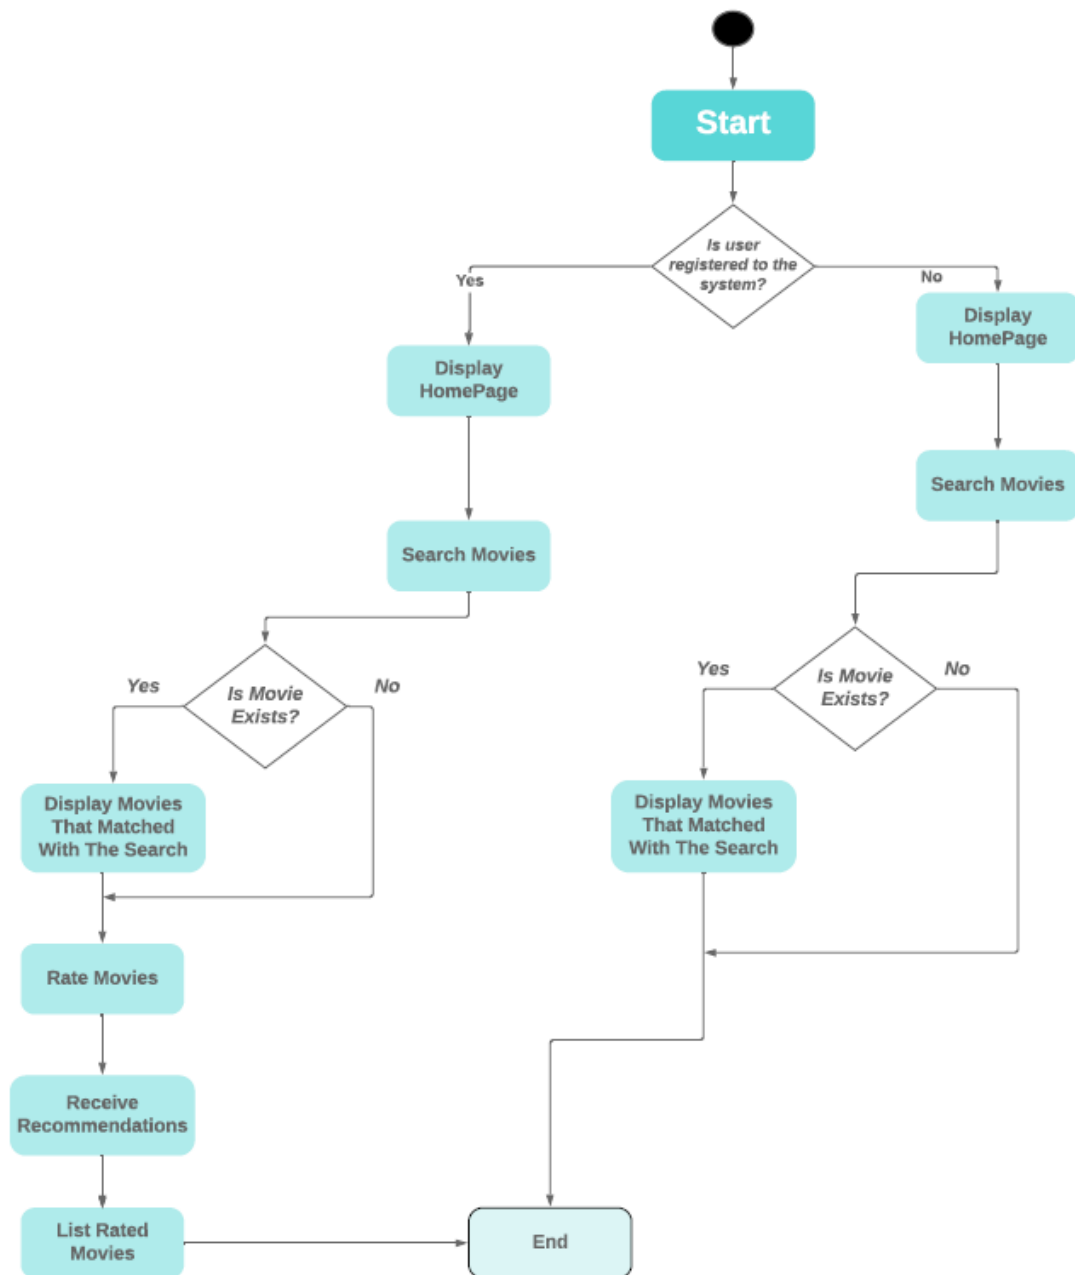 Start
Is user
registered to the
system?
Yes
No
Display
HomePage
Display
HomePage
Search Movies
Search Movies
Yes
Is Movie
Exists?
No
Yes
Is Movie
Exists?
No
Display Movies
That Matched
With The Search
Display Movies
That Matched
With The Search
Rate Movies
Receive
Recommendations
List Rated
Movies
End